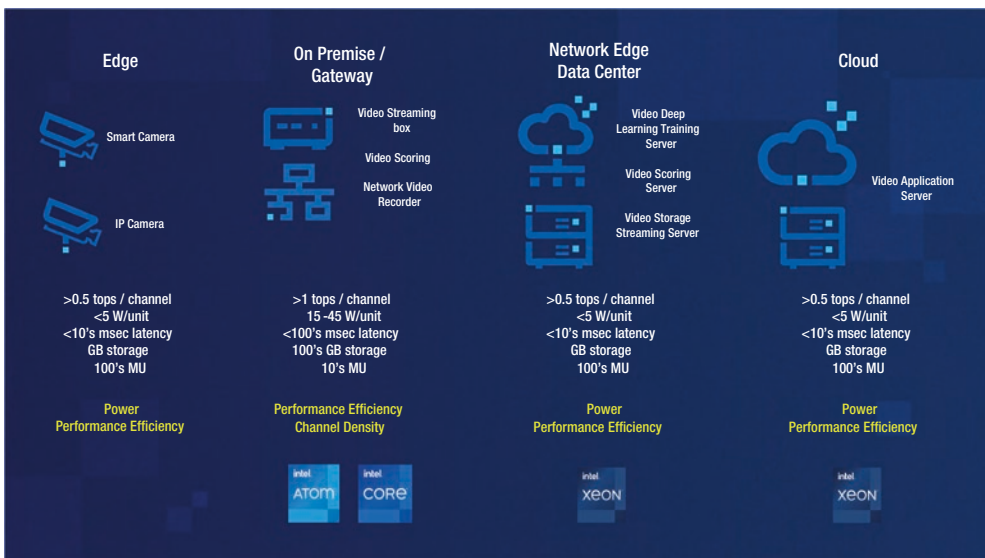 Edge
Smart Camera
IP Camera
>0.5 tops / channel
<5 W/unit
<10's msec latency
GB storage
100's MU
Power
Performance Efficiency
On Premise /
Gateway
Video Streaming
box
Video Scoring
Network Video
Recorder
>1 tops / channel
15 -45 W/unit
<100's msec latency
100's GB storage
10's MU
Performance Efficiency
Channel Density
intel
ATOM
intel
CORE
Network Edge
Data Center
Video Deep
Learning Training
Server
Video Scoring
Server
Video Storage
Streaming Server
>0.5 tops / channel
<5 W/unit
<10's msec latency
GB storage
100's MU
Power
Performance Efficiency
intel
XEON
Cloud
Video Application
Server
>0.5 tops / channel
<5 W/unit
<10's msec latency
GB storage
100's MU
Power
Performance Efficiency
intel
XEON